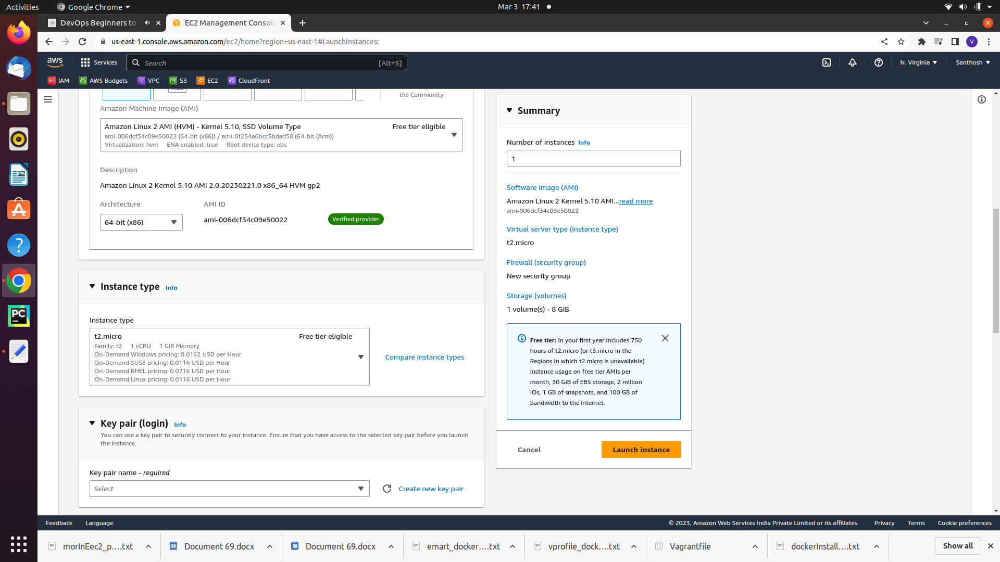 Activities
Google Chrome
Mar 3 17:41
DevOps Beginners to
EC2 Management Console
us-east-1.console.aws.amazon.com/ec2/home?region=us-east-1#LaunchInstances:
V
aws
Services
Search
[Alt+S]
N. Virginia
Santhosh
IAM
AWS Budgets
VPC
S3
EC2
CloudFront
the Community
Amazon Machine Image (AMI)
Amazon Linux 2 AMI (HVM) - Kernel 5.10, SSD Volume Type
Free tier eligible
ami-006dcf34c09e50022 (64-bit (x86)) / ami-0f254a6bcc5bdad58 (64-bit (Arm))
Virtualization: hvm ENA enabled: true Root device type: ebs
Description
Amazon Linux 2 Kernel 5.10 AMI 2.0.20230221.0 x86_64 HVM gp2
Architecture
AMI ID
64-bit (x86)
ami-006dcf34c09e50022
Verified provider
Instance type Info
Instance type
t2.micro
Free tier eligible
Family: t2 1 vCPU 1 GiB Memory
On-Demand Windows pricing: 0.0162 USD per Hour
On-Demand SUSE pricing: 0.0116 USD per Hour
On-Demand RHEL pricing: 0.0716 USD per Hour
On-Demand Linux pricing: 0.0116 USD per Hour
Compare instance types
Key pair (login) Info
You can use a key pair to securely connect to your instance. Ensure that you have access to the selected key pair before you launch
the instance.
Key pair name - required
Select
Create new key pair
Summary
Number of instances Info
1
Software Image (AMI)
Amazon Linux 2 Kernel 5.10 AMI...read more
ami-006dcf34c09e50022
Virtual server type (instance type)
t2.micro
Firewall (security group)
New security group
Storage (volumes)
1 volume(s) - 8 GiB
Free tier: In your first year includes 750
hours of t2.micro (or t3.micro in the
Regions in which t2.micro is unavailable)
instance usage on free tier AMIs per
month, 30 GiB of EBS storage, 2 million
IOs, 1 GB of snapshots, and 100 GB of
bandwidth to the internet.
Cancel
Launch instance
PC
Feedback
Language
© 2023, Amazon Web Services India Private Limited or its affiliates.
Privacy
Terms
Cookie preferences
morInEec2_p....txt
Document 69.docx
Document 69.docx
emart_docker....txt
vprofile_dock....txt
Vagrantfile
dockerInstall....txt
Show all